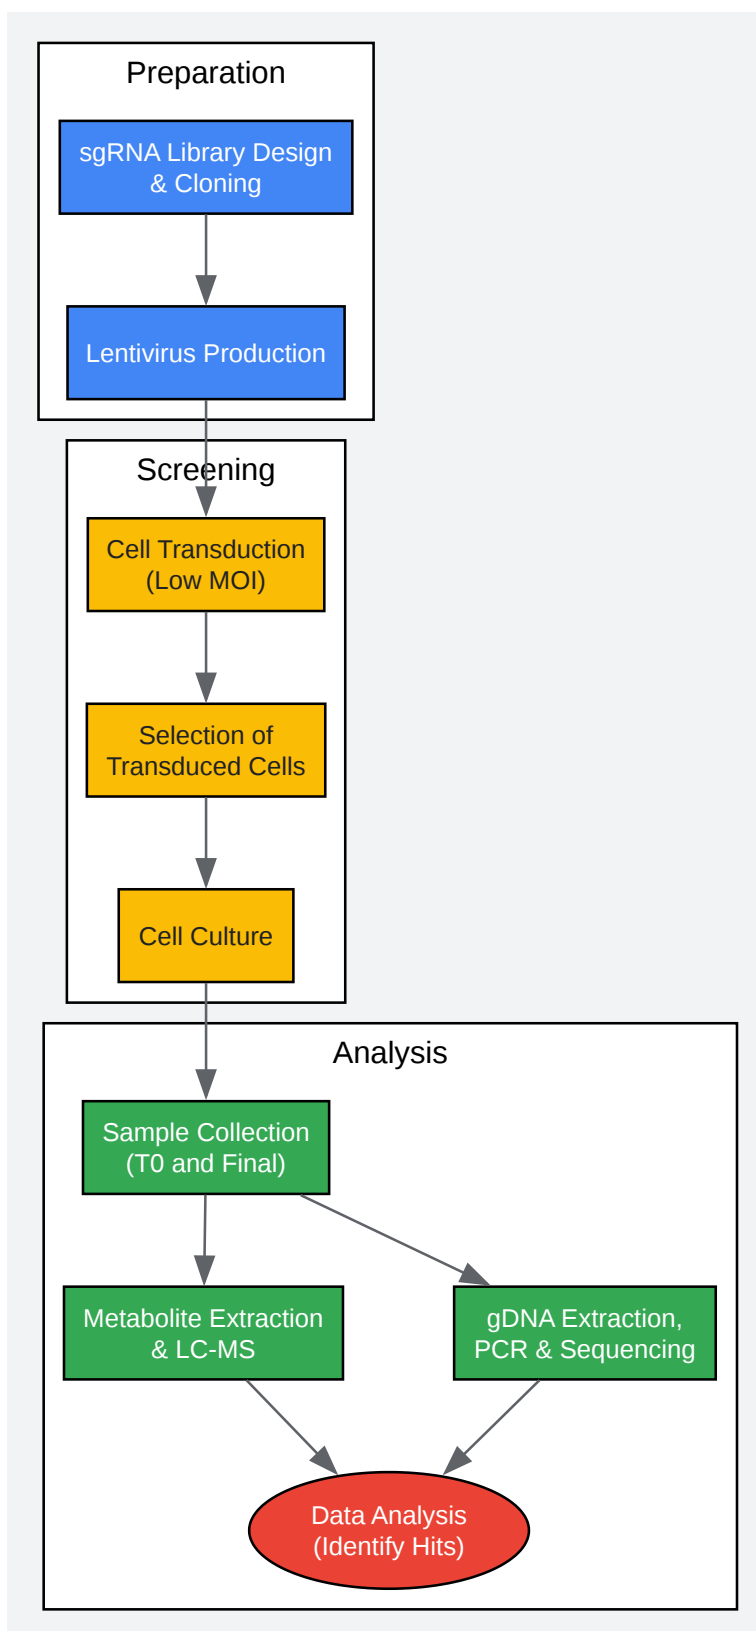 Preparation
sgRNA Library Design
& Cloning
Lentivirus Production
Screening
Cell Transduction
(Low MOI)
Selection of
Transduced Cells
Cell Culture
Analysis
Sample Collection
(T0 and Final)
Metabolite Extraction
& LC-MS
gDNA Extraction,
PCR & Sequencing
Data Analysis
(Identify Hits)